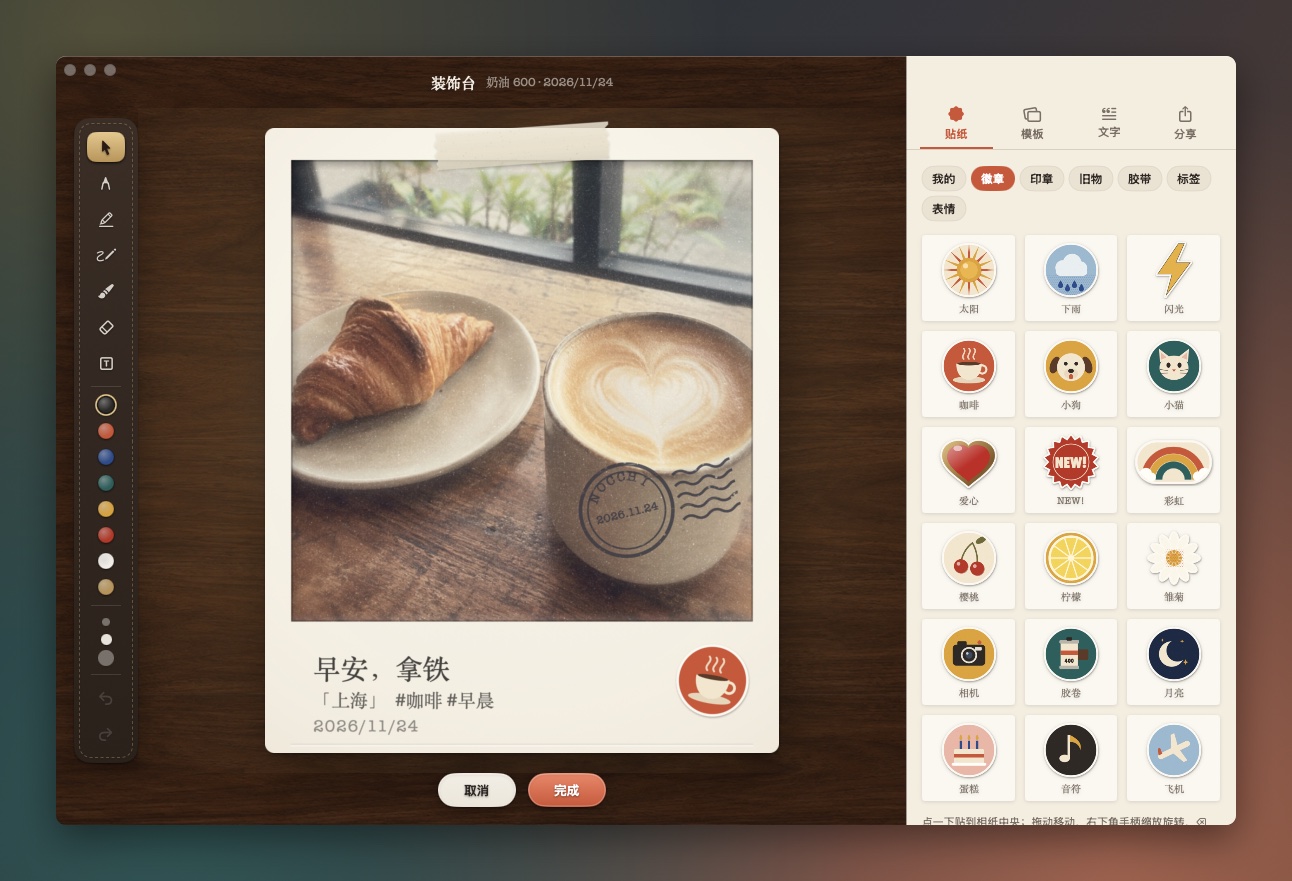 装饰台 奶油 600 · 2026/11/24
NOCCHI
2026.11.24
早安，拿铁
「上海」 #咖啡 #早晨
2026/11/24
取消 完成
贴纸 模板 文字 分享
我的 徽章 印章 旧物 胶带 标签
表情
太阳 下雨 闪光
咖啡 小狗 小猫
NEW!
爱心 NEW! 彩虹
樱桃 柠檬 雏菊
400
相机 胶卷 月亮
蛋糕 音符 飞机
点一下贴到相纸中央；拖动移动，右下角手柄缩放旋转，⌫